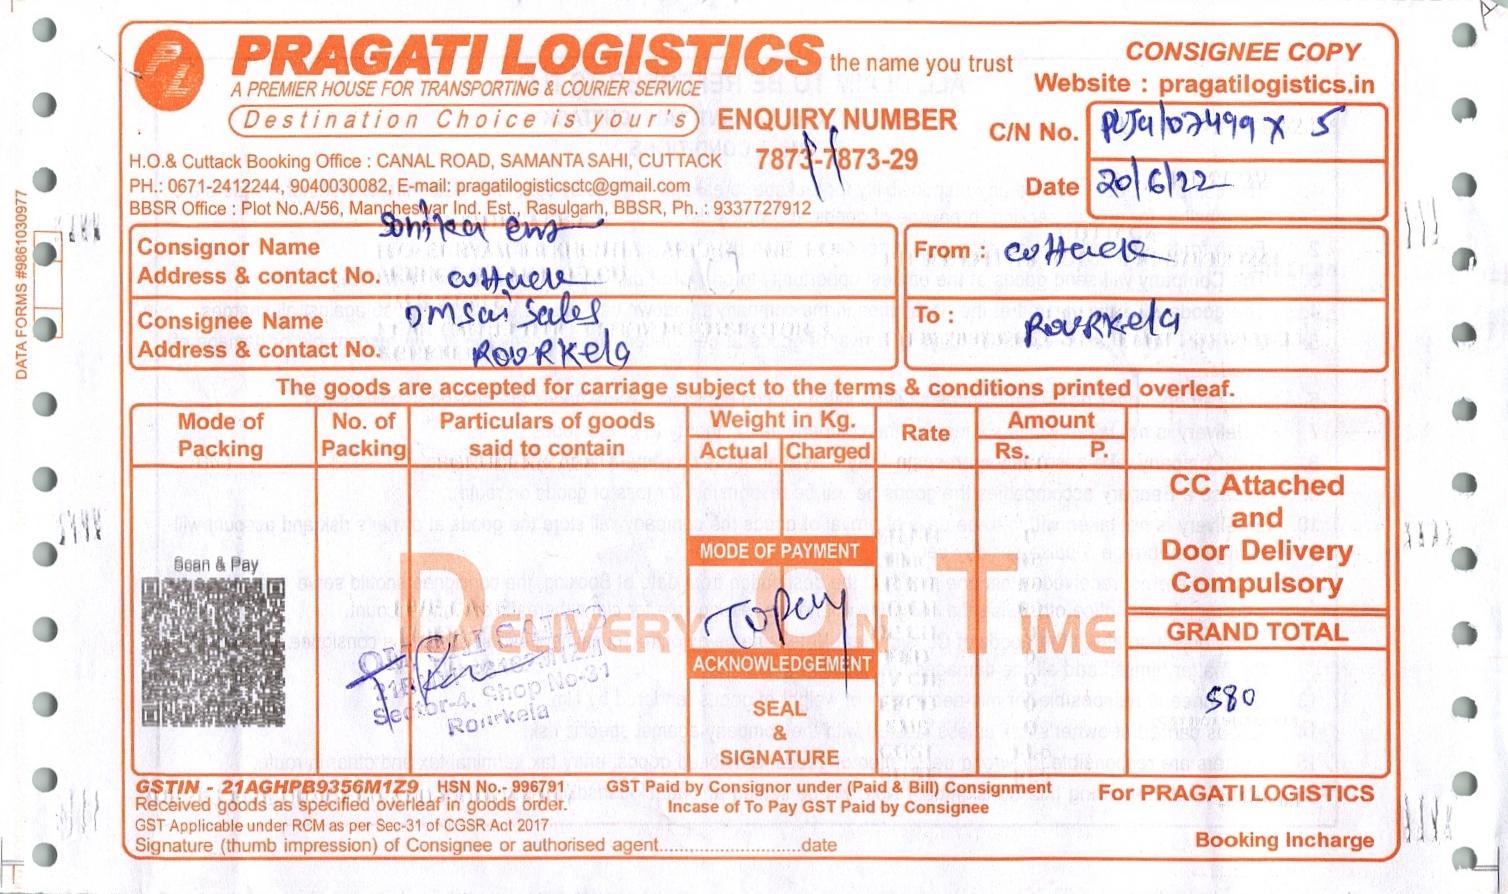 PRAGATI LOGISTICS the name you trust
A PREMIER HOUSE FOR TRANSPORTING & COURIER SERVICE
Destination Choice is your's
CONSIGNEE COPY
Website : pragatilogistics.in
ENQUIRY NUMBER
7873-7873-29
C/N No.
Date 20/6/22
H.O.& Cuttack Booking Office : CANAL ROAD, SAMANTA SAHI, CUTTACK
PH.: 0671-2412244, 9040030082, E-mail: pragatilogisticsctc@gmail.com
BBSR Office : Plot No.A/56, Mancheswar Ind. Est., Rasulgarh, BBSR, Ph. : 9337727912
DATA FORMS #9861030977
Consignor Name Sonika ent
Address & contact No. cuttack
Consignee Name omsai sales
Address & contact No. Rourkela
From : cuttack
To : Rourkela
The goods are accepted for carriage subject to the terms & conditions printed overleaf.
Mode of Packing
No. of Packing
Particulars of goods said to contain
Weight in Kg.
Actual Charged
Rate
Amount
Rs. P.
CC Attached
and
Door Delivery
Compulsory
GRAND TOTAL
580
Scan & Pay
DELIVERY ON TIME
MODE OF PAYMENT
Topay
ACKNOWLEDGEMENT
SEAL
&
SIGNATURE
Sector-4, Shop No-31
Rourkela
GSTIN - 21AGHPR9356M1Z9 HSN No.- 996791
Received goods as specified overleaf in goods order.
GST Applicable under RCM as per Sec-31 of CGSR Act 2017
Signature (thumb impression) of Consignee or authorised agent..............................date
GST Paid by Consignor under (Paid & Bill) Consignment
Incase of To Pay GST Paid by Consignee
For PRAGATI LOGISTICS
Booking Incharge